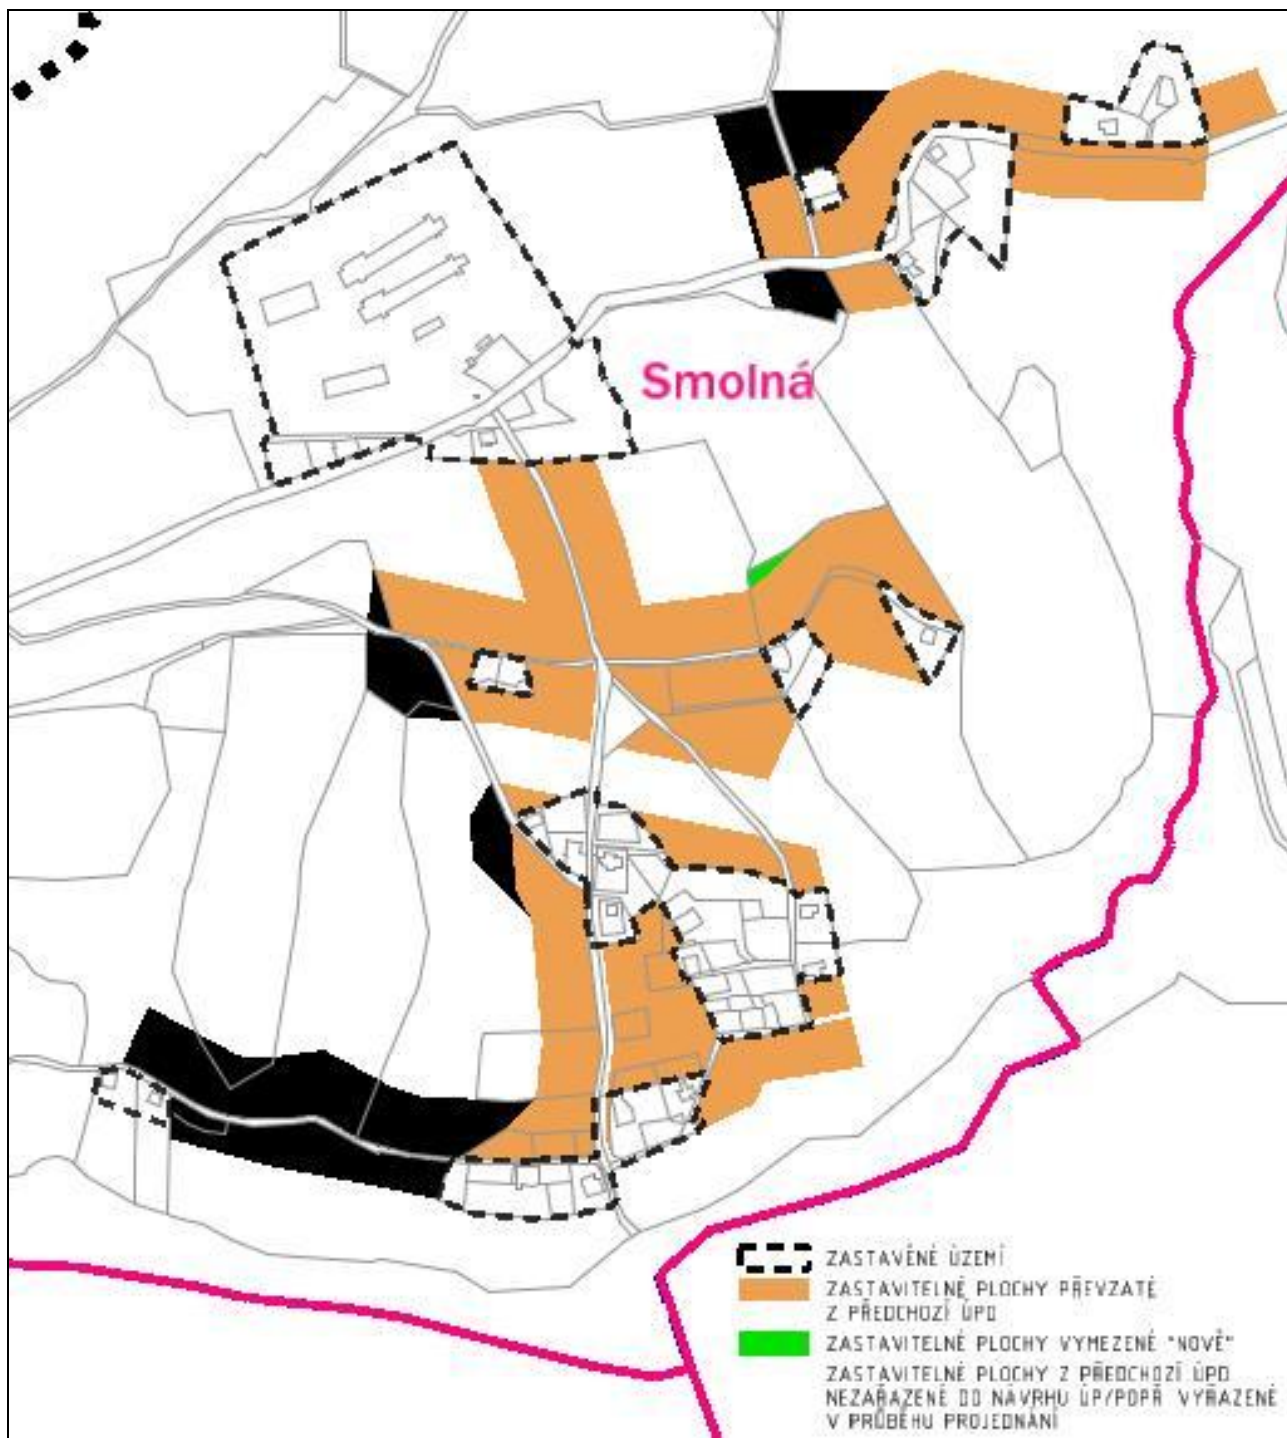 Smolná
ZASTAVĚNÉ ÚZEMÍ
ZASTAVITELNÉ PLOCHY PŘEVZATÉ
Z PŘEDCHOZÍ ÚPD
ZASTAVITELNÉ PLOCHY VYMEZENÉ "NOVĚ"
ZASTAVITELNÉ PLOCHY Z PŘEDCHOZÍ ÚPD
NEZAŘAZENÉ DO NÁVRHU ÚP/POPŘ VYŘAZENÉ
V PRŮBĚHU PROJEDNÁNÍ